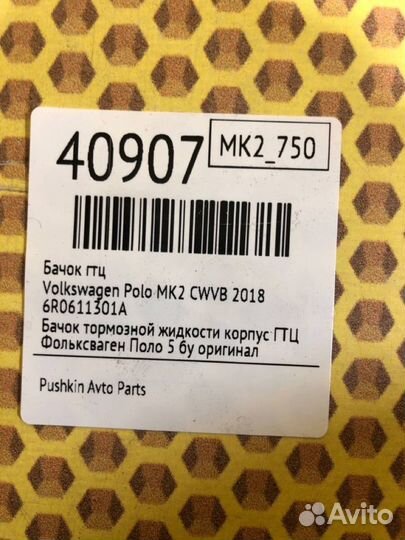 40907
MK2_750
Бачок гтц
Volkswagen Polo MK2 CWVB 2018
6R0611301A
Бачок тормозной жидкости корпус ГТЦ
Фольксваген Поло 5 бу оригинал
Pushkin Avto Parts
Avito